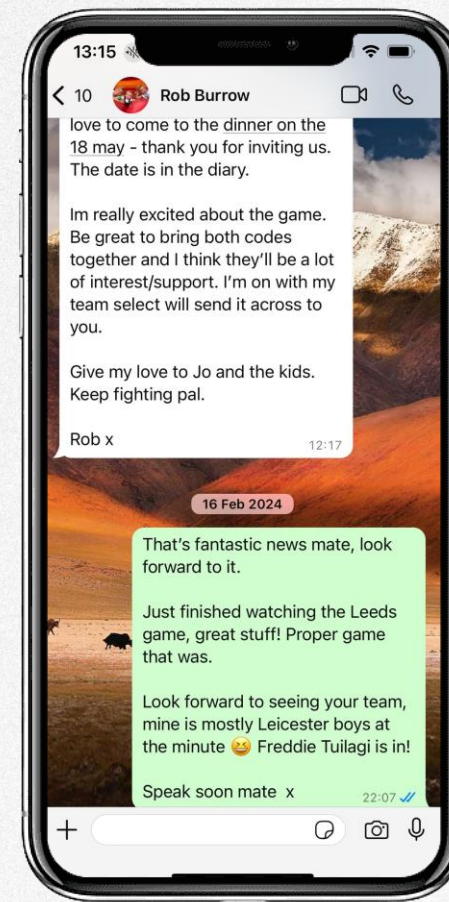 13:15
10 Rob Burrow
love to come to the dinner on the
18 may - thank you for inviting us.
The date is in the diary.
Im really excited about the game.
Be great to bring both codes
together and I think they'll be a lot
of interest/support. I'm on with my
team select will send it across to
you.
Give my love to Jo and the kids.
Keep fighting pal.
Rob x
12:17
16 Feb 2024
That's fantastic news mate, look
forward to it.
Just finished watching the Leeds
game, great stuff! Proper game
that was.
Look forward to seeing your team,
mine is mostly Leicester boys at
the minute 😆 Freddie Tuilagi is in!
Speak soon mate x
22:07